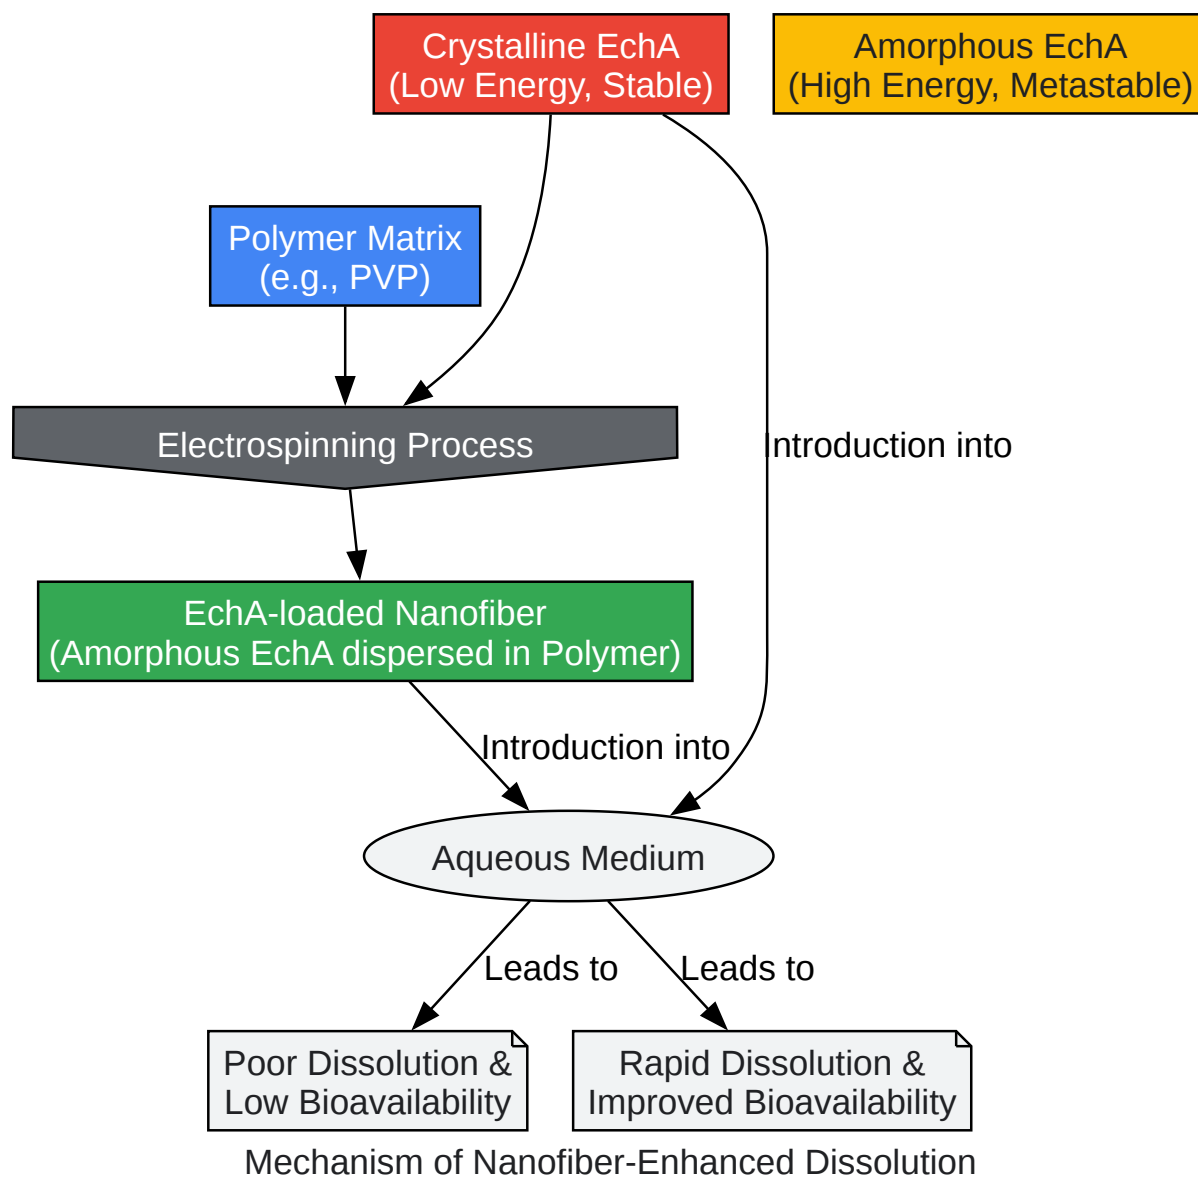 Crystalline EchA
(Low Energy, Stable)
Amorphous EchA
(High Energy, Metastable)
Polymer Matrix
(e.g., PVP)
Electrospinning Process
Introduction into
EchA-loaded Nanofiber
(Amorphous EchA dispersed in Polymer)
Introduction into
Aqueous Medium
Leads to
Leads to
Poor Dissolution &
Low Bioavailability
Rapid Dissolution &
Improved Bioavailability
Mechanism of Nanofiber-Enhanced Dissolution